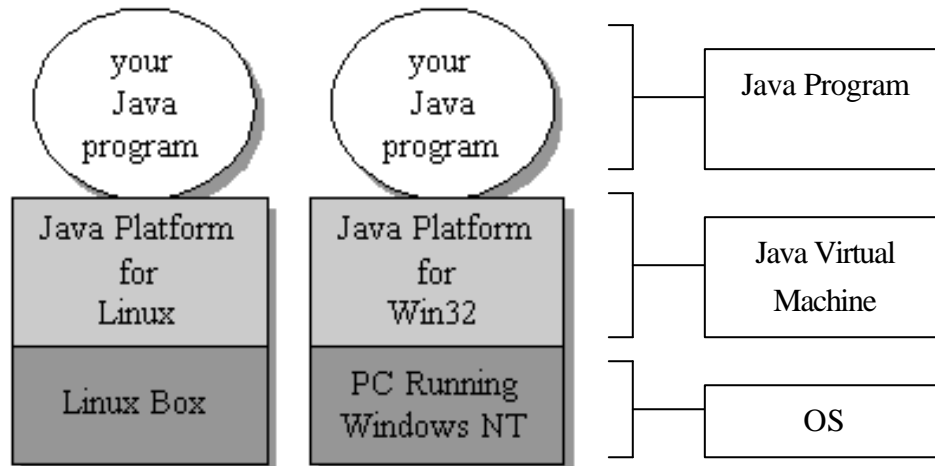 your
Java
program
your
Java
program
Java Program
Java Platform
for
Linux
Java Platform
for
Win32
Java Virtual
Machine
Linux Box
PC Running
Windows NT
OS